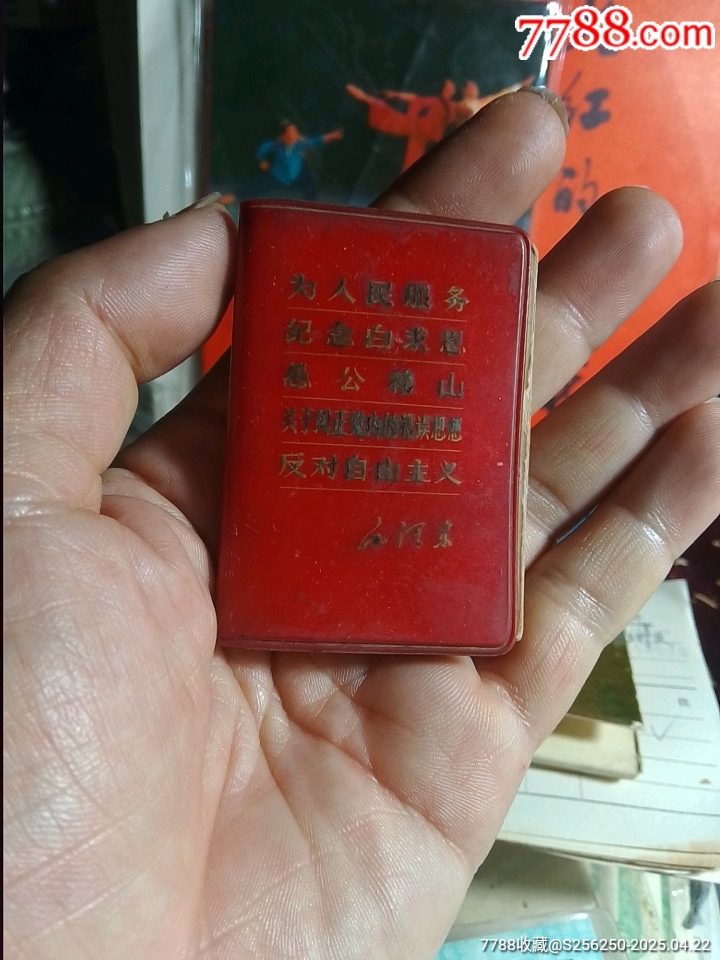 7788.com
红
的
为人民服务
纪念白求恩
愚公移山
关于纠正党内的错误思想
反对自由主义
毛泽东
7788收藏@S256250-2025.04.22